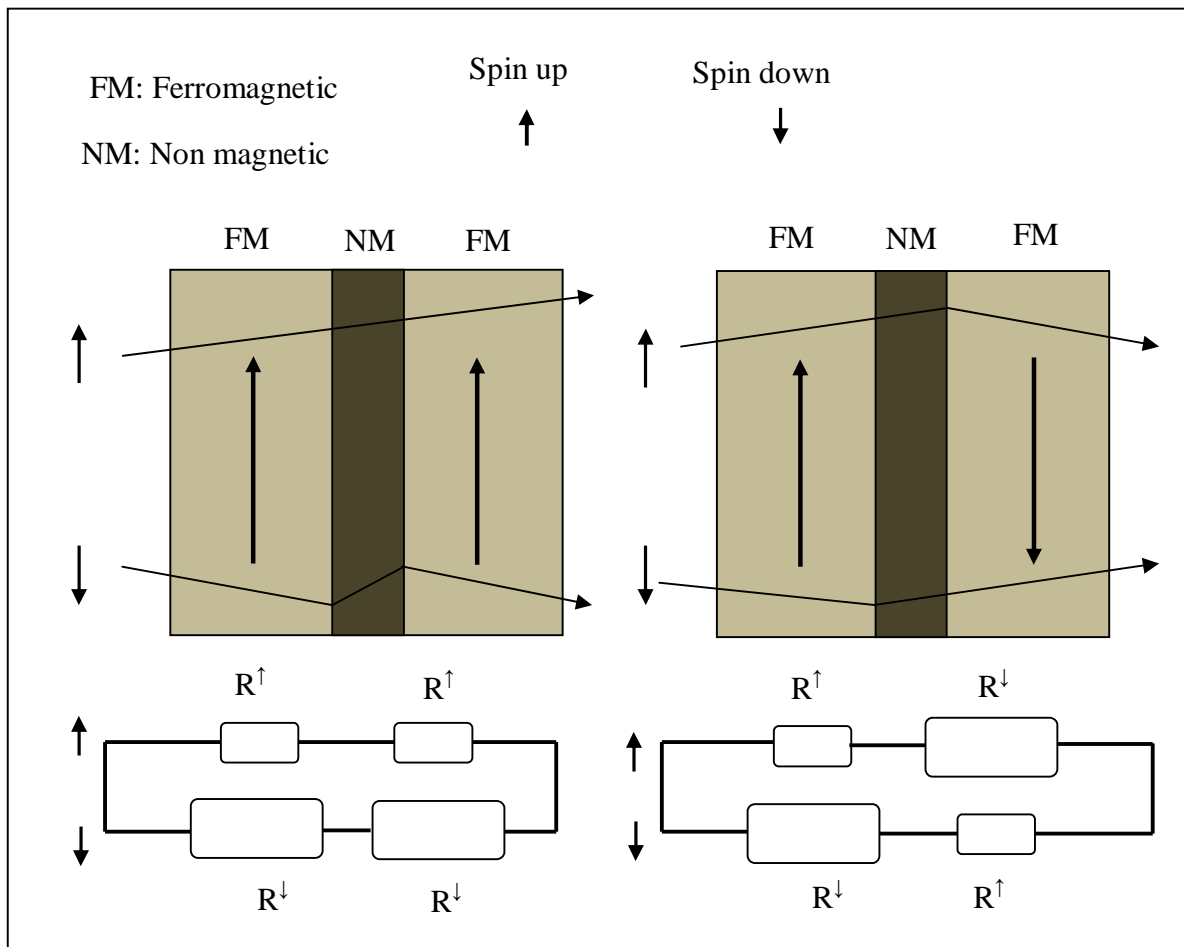 FM: Ferromagnetic
Spin up
Spin down
NM: Non magnetic
FM NM FM
FM NM FM
R↑ R↑
R↑ R↓
R↓ R↓
R↓ R↑